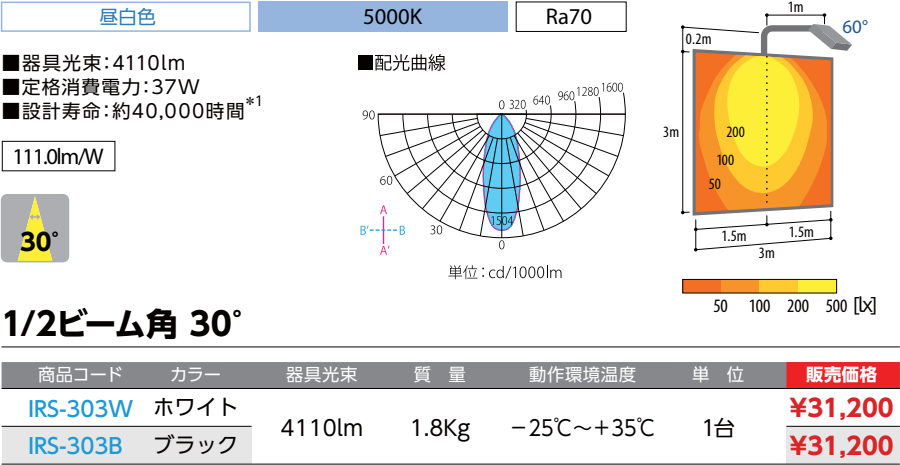 昼白色 5000K Ra70
■器具光束：4110lm
■定格消費電力：37W
■設計寿命：約40,000時間*1
111.0lm/W
30°
■配光曲線
90 0 320 640 960 1280 1600
60
30
1504
0
A
B' B
A'
単位：cd/1000lm
1m
60°
0.2m
3m
200
100
50
1.5m 1.5m
3m
50 100 200 500 [lx]
1/2ビーム角 30°
商品コード カラー 器具光束 質 量 動作環境温度 単 位 販売価格
IRS-303W ホワイト 4110lm 1.8Kg －25℃～＋35℃ 1台 ¥31,200
IRS-303B ブラック ¥31,200